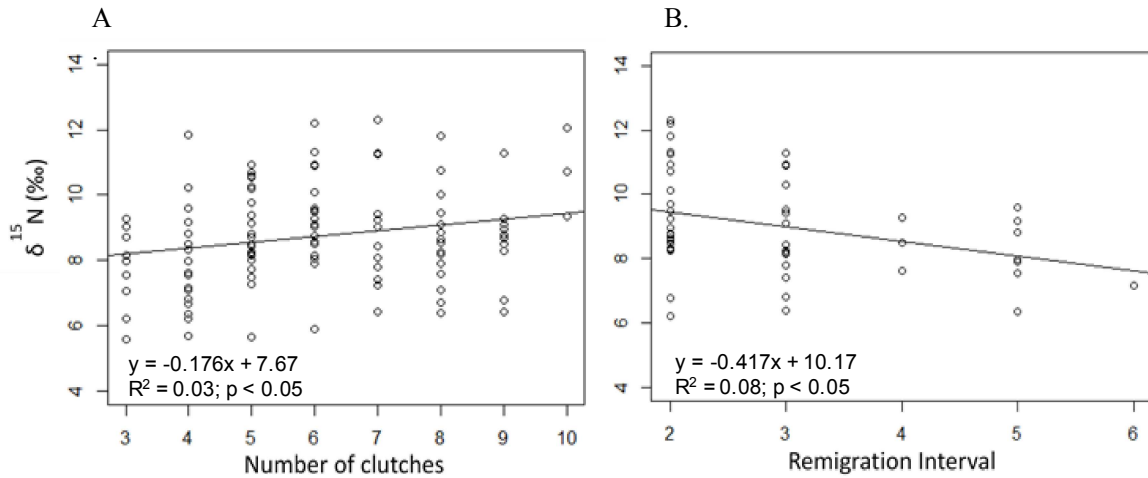 A
B.
δ 15 N (‰)
14
12
10
8
6
4
y = -0.176x + 7.67
R2 = 0.03; p < 0.05
3 4 5 6 7 8 9 10
Number of clutches
14
12
10
8
6
4
y = -0.417x + 10.17
R2 = 0.08; p < 0.05
2 3 4 5 6
Remigration Interval